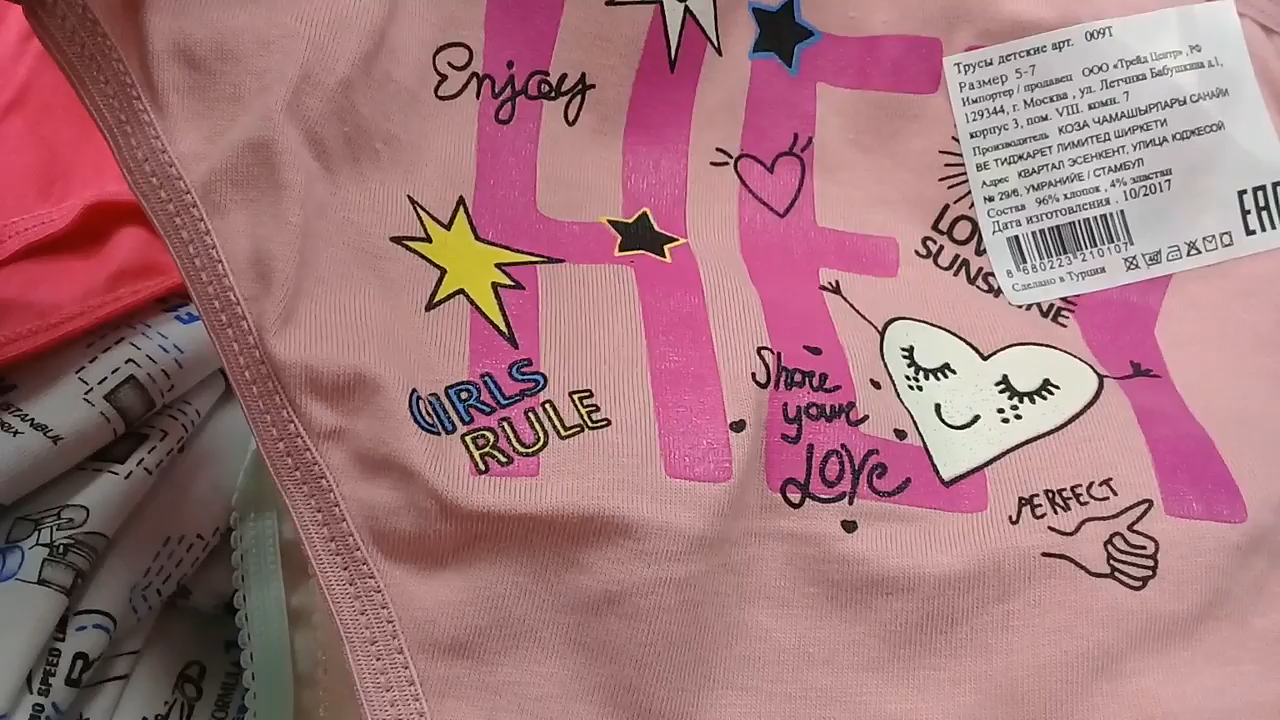 Enjoy
HEY
GIRLS
RULE
Share
your
LOVE
PERFECT
Трусы детские арт. 009Т
Размер 5-7
Импортер / продавец ООО «Трейд Центр», РФ
129344, г. Москва, ул. Летчика Бабушкина д.1,
корпус 3, пом. VIII. комн. 7
Производитель КОЗА ЧАМАШЫРЛАРЫ САНАЙИ
ВЕ ТИДЖАРЕТ ЛИМИТЕД ШИРКЕТИ
Адрес КВАРТАЛ ЭСЕНКЕНТ, УЛИЦА ЮДЖЕСОЙ
№ 29/6, УМРАНИЙЕ / СТАМБУЛ
Состав 96% хлопок, 4% эластан
Дата изготовления . 10/2017
8 680223 210107
Сделано в Турции
EAC